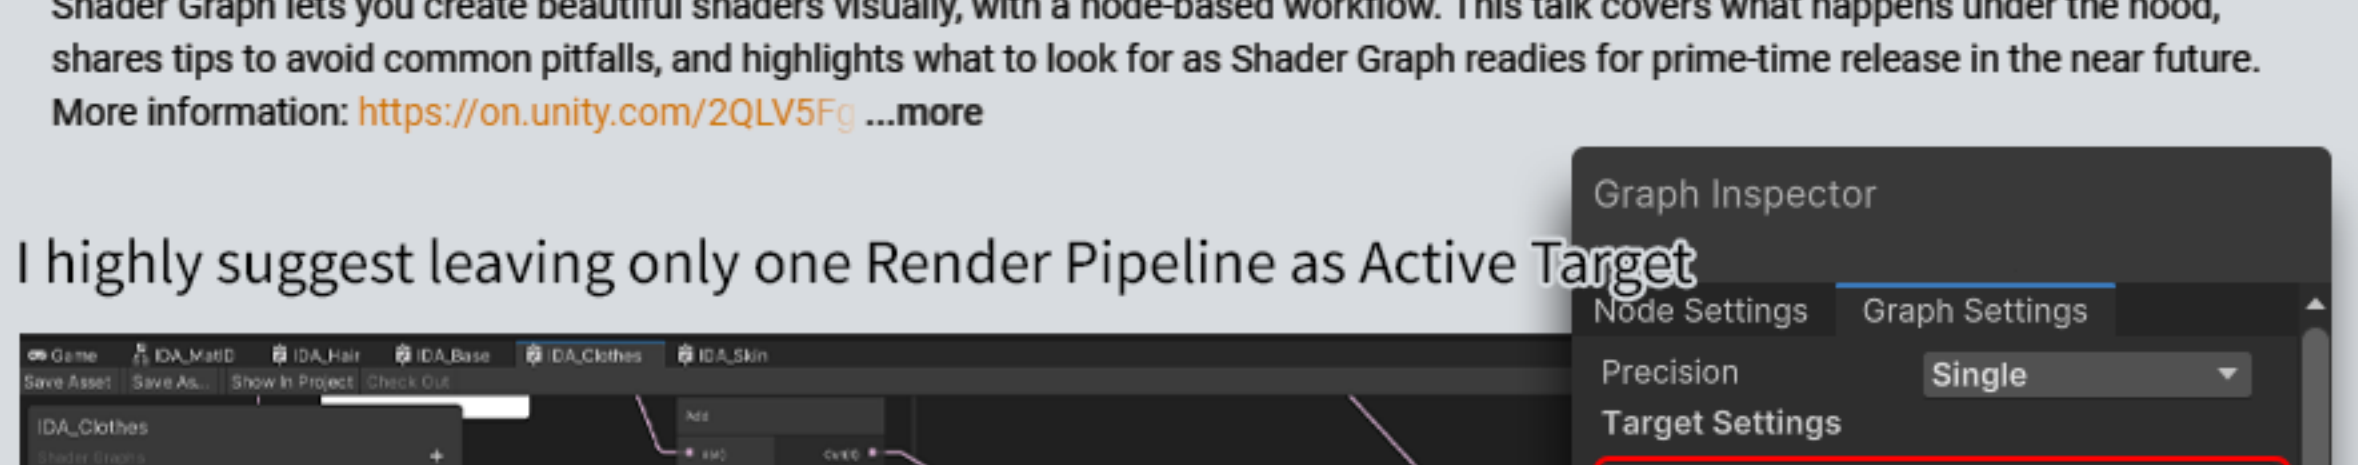 Shader Graph lets you create beautiful shaders visually, with a node-based workflow. This talk covers what happens under the hood,
shares tips to avoid common pitfalls, and highlights what to look for as Shader Graph readies for prime-time release in the near future.
More information: https://on.unity.com/2QLV5Fg ...more
Graph Inspector
I highly suggest leaving only one Render Pipeline as Active Target
Node Settings Graph Settings
Game IDA_MatID IDA_Hair IDA_Base IDA_Clothes IDA_Skin
Save Asset Save As... Show In Project Check Out
Precision Single
Target Settings
Add
IDA_Clothes
Shader Graphs +